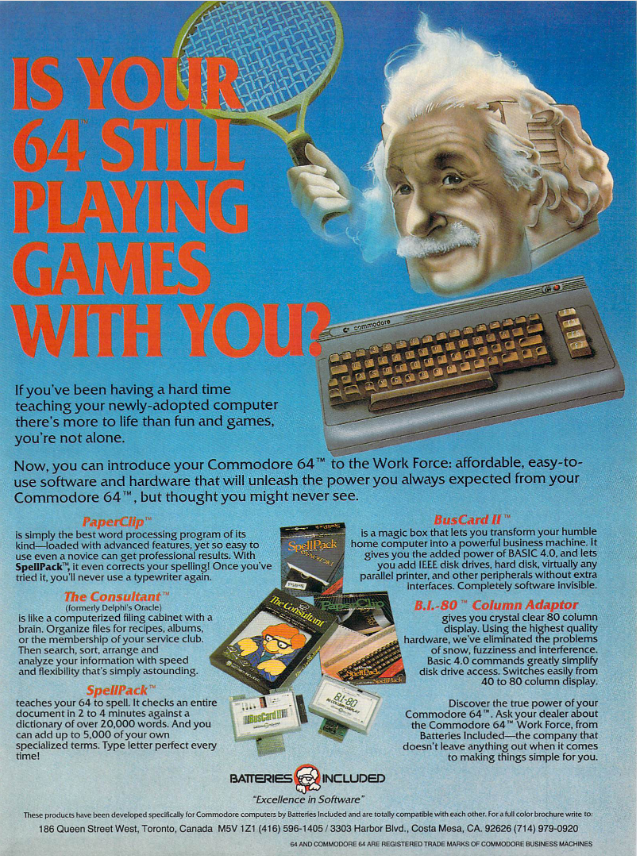 IS YOUR
64™ STILL
PLAYING
GAMES
WITH YOU?
commodore
If you've been having a hard time
teaching your newly-adopted computer
there's more to life than fun and games,
you're not alone.
Now, you can introduce your Commodore 64™ to the Work Force: affordable, easy-to-
use software and hardware that will unleash the power you always expected from your
Commodore 64™, but thought you might never see.
PaperClip™
is simply the best word processing program of its
kind—loaded with advanced features, yet so easy to
use even a novice can get professional results. With
SpellPack™, it even corrects your spelling! Once you've
tried it, you'll never use a typewriter again.
The Consultant™
(formerly Delphi's Oracle)
is like a computerized filing cabinet with a
brain. Organize files for recipes, albums,
or the membership of your service club.
Then search, sort, arrange and
analyze your information with speed
and flexibility that's simply astounding.
SpellPack™
teaches your 64 to spell. It checks an entire
document in 2 to 4 minutes against a
dictionary of over 20,000 words. And you
can add up to 5,000 of your own
specialized terms. Type letter perfect every
time!
SpellPack
The Consultant
PaperClip
SpellPack
BusCard II
B.I.-80
BusCard II™
is a magic box that lets you transform your humble
home computer into a powerful business machine. It
gives you the added power of BASIC 4.0, and lets
you add IEEE disk drives, hard disk, virtually any
parallel printer, and other peripherals without extra
interfaces. Completely software invisible.
B.I.-80™ Column Adaptor
gives you crystal clear 80 column
display. Using the highest quality
hardware, we've eliminated the problems
of snow, fuzziness and interference.
Basic 4.0 commands greatly simplify
disk drive access. Switches easily from
40 to 80 column display.
Discover the true power of your
Commodore 64™. Ask your dealer about
the Commodore 64™ Work Force, from
Batteries Included—the company that
doesn't leave anything out when it comes
to making things simple for you.
BATTERIES INCLUDED
"Excellence in Software"
These products have been developed specifically for Commodore computers by Batteries Included and are totally compatible with each other. For a full color brochure write to:
186 Queen Street West, Toronto, Canada M5V 1Z1 (416) 596-1405 / 3303 Harbor Blvd., Costa Mesa, CA. 92626 (714) 979-0920
64 AND COMMODORE 64 ARE REGISTERED TRADE MARKS OF COMMODORE BUSINESS MACHINES